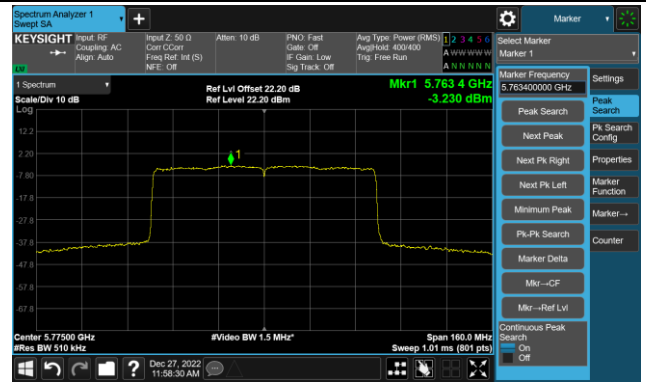 Spectrum Analyzer 1
Swept SA
Marker
KEYSIGHT
Input: RF
Coupling: AC
Align: Auto
Input Z: 50 Ω
Corr CCorr
Freq Ref: Int (S)
NFE: Off
Atten: 10 dB
PNO: Fast
Gate: Off
IF Gain: Low
Sig Track: Off
Avg Type: Power (RMS)
Avg|Hold: 400/400
Trig: Free Run
1 2 3 4 5 6
A W W W W W
A N N N N N
Select Marker
Marker 1
1 Spectrum
Scale/Div 10 dB
Log
Ref Lvl Offset 22.20 dB
Ref Level 22.20 dBm
Mkr1 5.763 4 GHz
-3.230 dBm
12.2
2.20
-7.80
-17.8
-27.8
-37.8
-47.8
-57.8
-67.8
1
Center 5.77500 GHz
#Res BW 510 kHz
#Video BW 1.5 MHz*
Span 160.0 MHz
Sweep 1.01 ms (801 pts)
Dec 27, 2022
11:58:30 AM
Marker Frequency
5.763400000 GHz
Peak Search
Next Peak
Next Pk Right
Next Pk Left
Minimum Peak
Pk-Pk Search
Marker Delta
Mkr→CF
Mkr→Ref Lvl
Continuous Peak
Search
On
Off
Settings
Peak
Search
Pk Search
Config
Properties
Marker
Function
Marker→
Counter